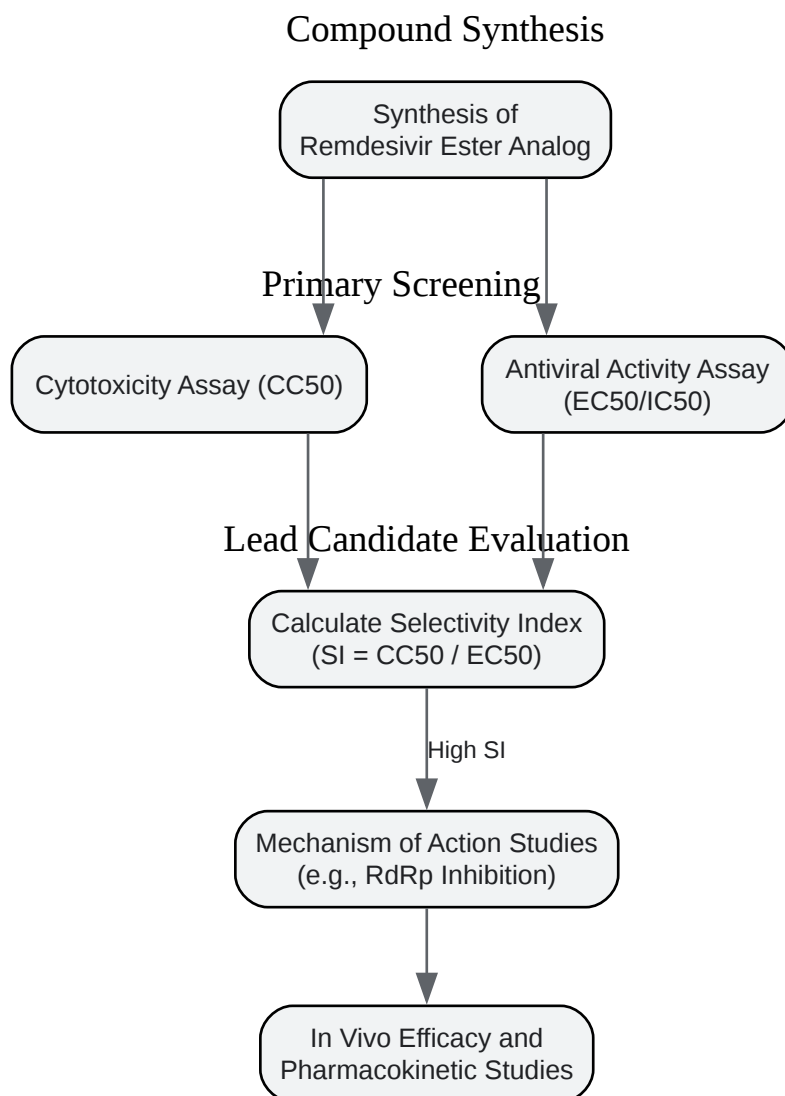 Compound Synthesis
Synthesis of
Remdesivir Ester Analog
Primary Screening
Cytotoxicity Assay (CC50)
Antiviral Activity Assay
(EC50/IC50)
Lead Candidate Evaluation
Calculate Selectivity Index
(SI = CC50 / EC50)
High SI
Mechanism of Action Studies
(e.g., RdRp Inhibition)
In Vivo Efficacy and
Pharmacokinetic Studies